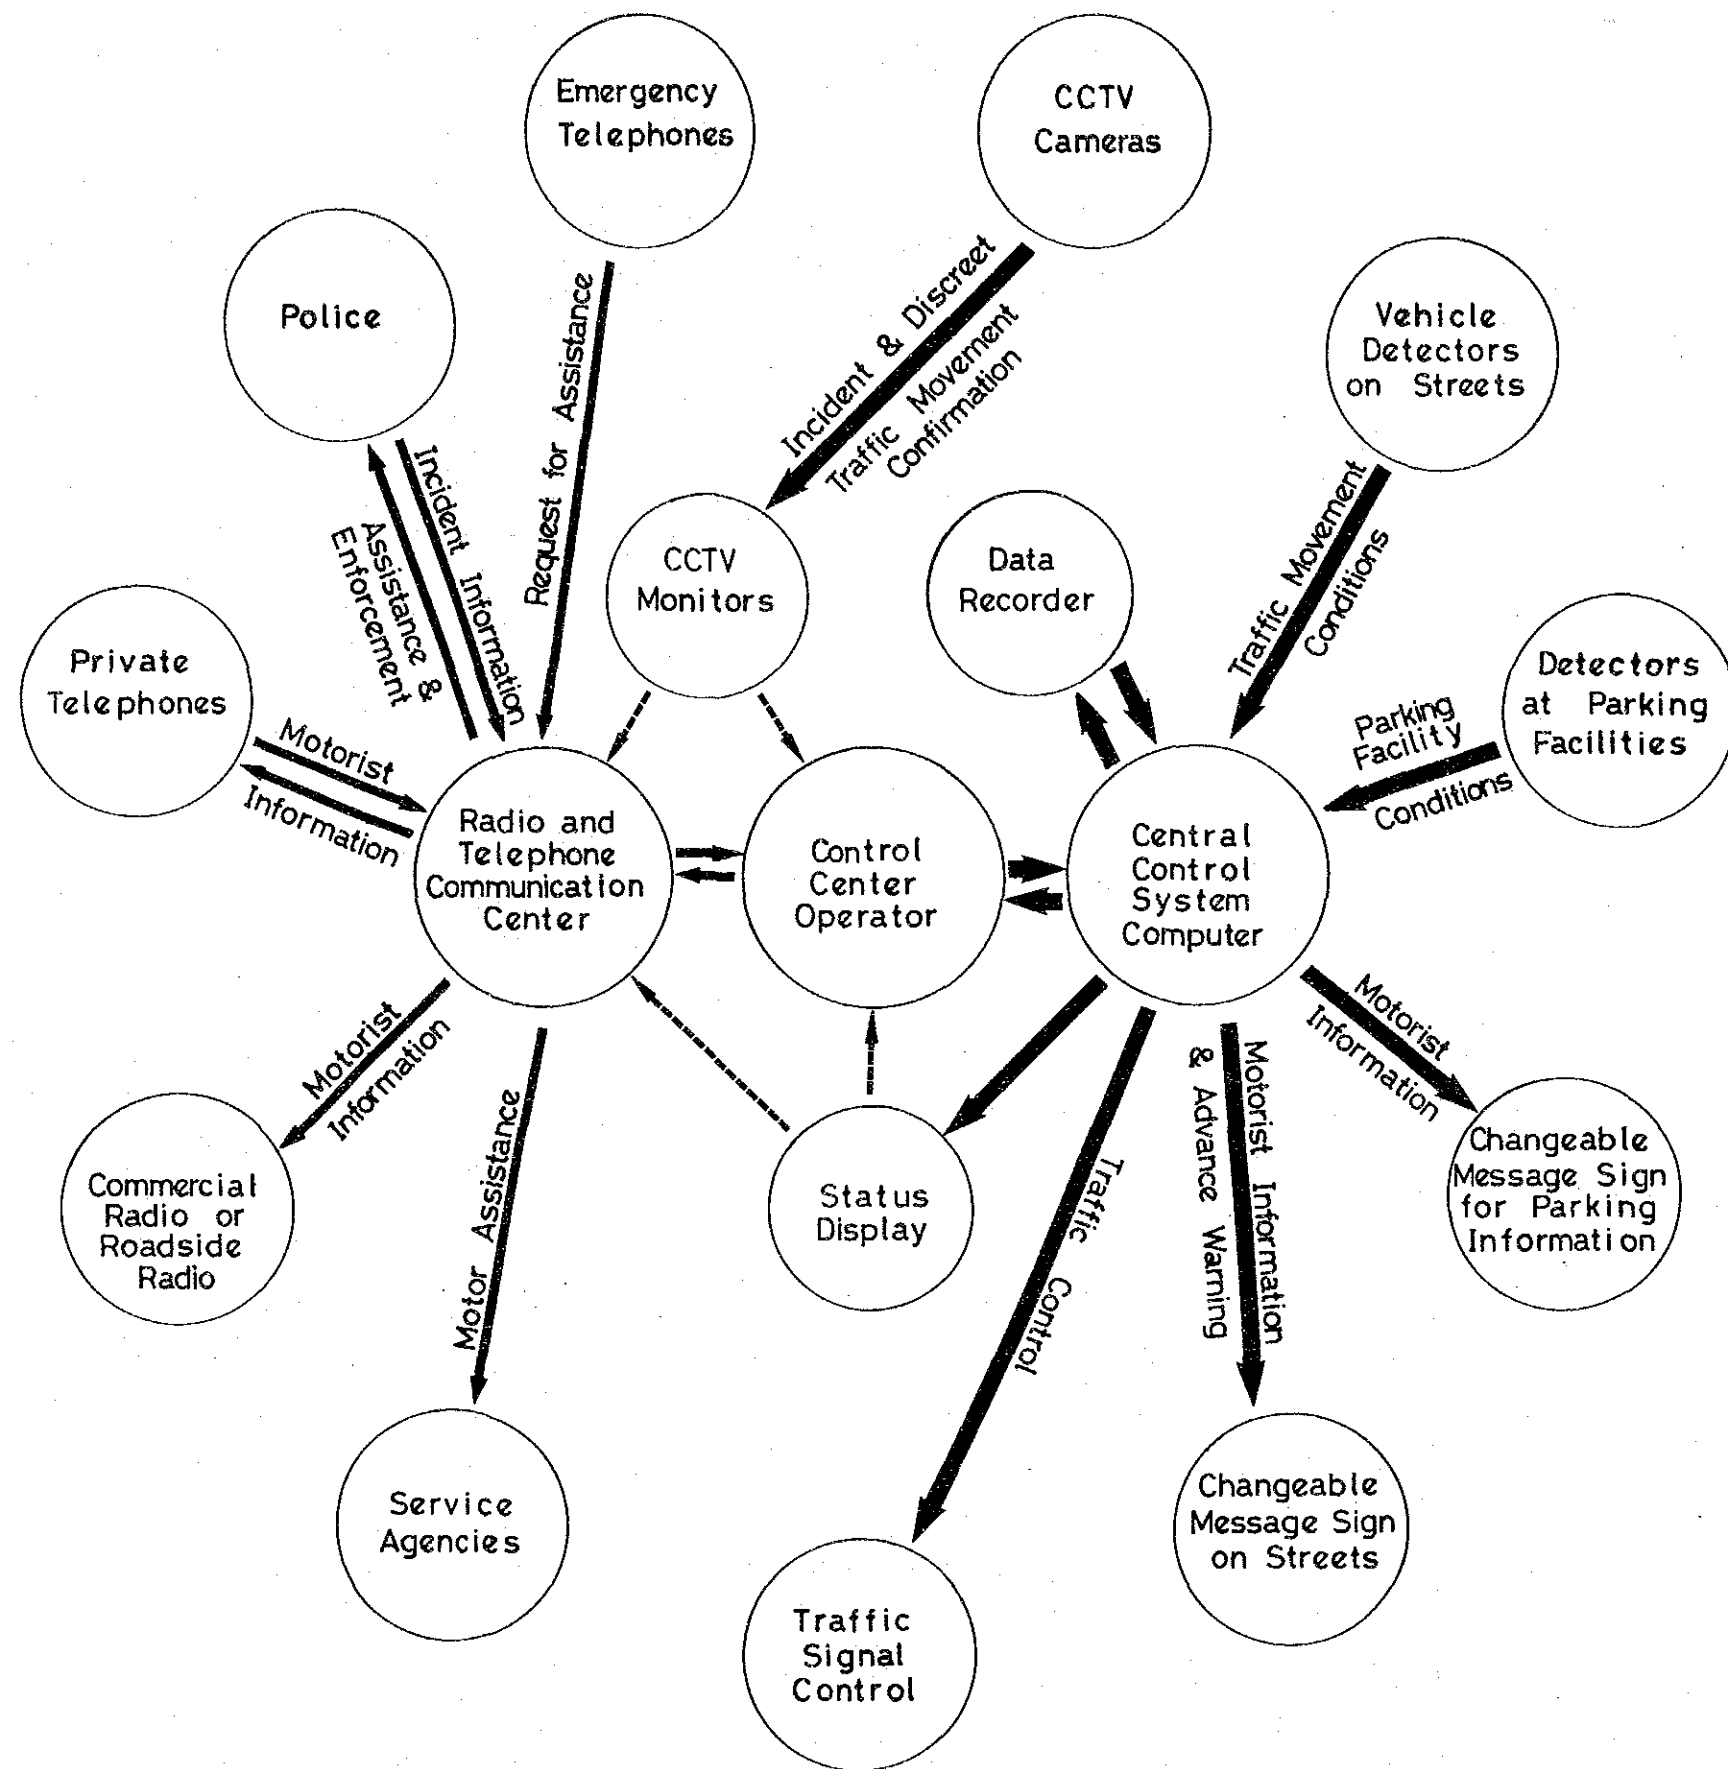 Emergency
Telephones
CCTV
Cameras
Police
Vehicle
Detectors
on Streets
Request for Assistance
Incident & Discreet
Traffic Movement
Confirmation
Incident Information
Assistance &
Enforcement
CCTV
Monitors
Data
Recorder
Traffic Movement
Conditions
Private
Telephones
Detectors
at Parking
Facilities
Motorist
Information
Parking
Facility
Conditions
Radio and
Telephone
Communication
Center
Control
Center
Operator
Central
Control
System
Computer
Motorist
Information
Motor Assistance
Traffic Control
Motorist Information
& Advance Warning
Motorist
Information
Commercial
Radio or
Roadside
Radio
Status
Display
Changeable
Message Sign
for Parking
Information
Service
Agencies
Changeable
Message Sign
on Streets
Traffic
Signal
Control